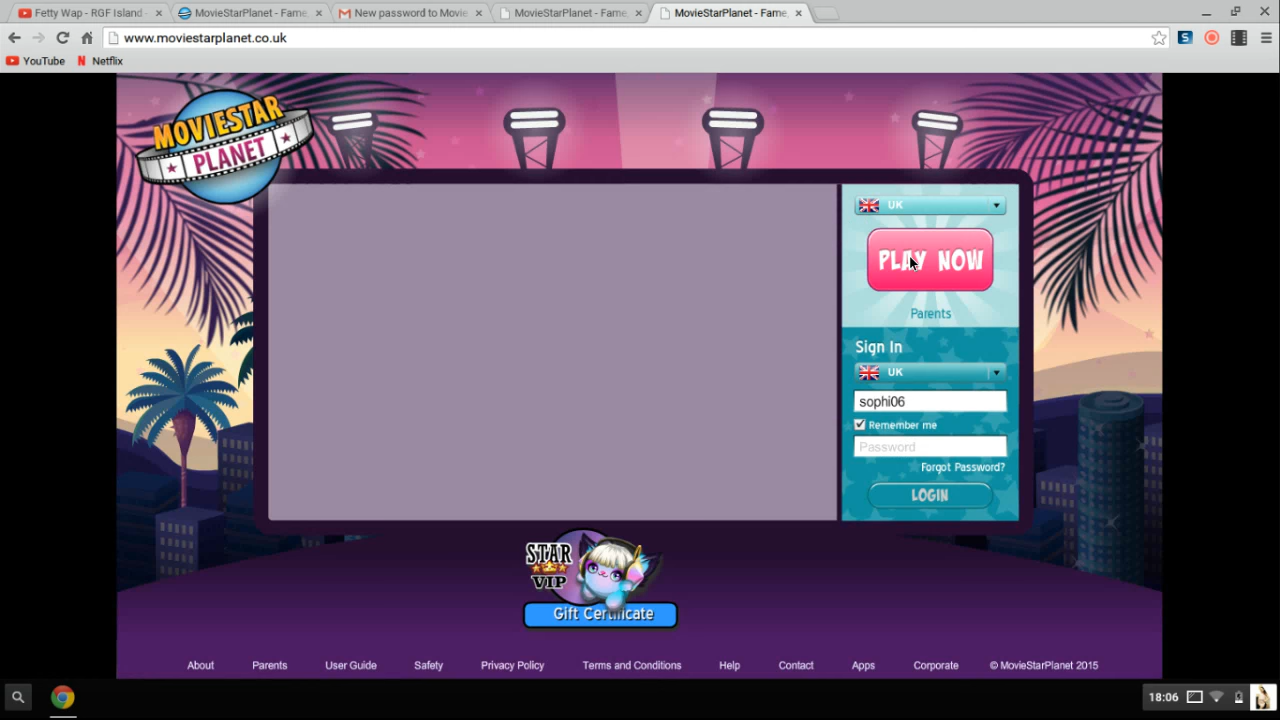 Fetty Wap - RGF Island -
MovieStarPlanet - Fame,
New password to Movie
MovieStarPlanet - Fame,
MovieStarPlanet - Fame,
www.moviestarplanet.co.uk
YouTube
Netflix
MOVIESTAR
PLANET
UK
PLAY NOW
Parents
Sign In
UK
sophi06
Remember me
Password
Forgot Password?
LOGIN
STAR
VIP
Gift Certificate
About Parents User Guide Safety Privacy Policy Terms and Conditions Help Contact Apps Corporate © MovieStarPlanet 2015
18:06